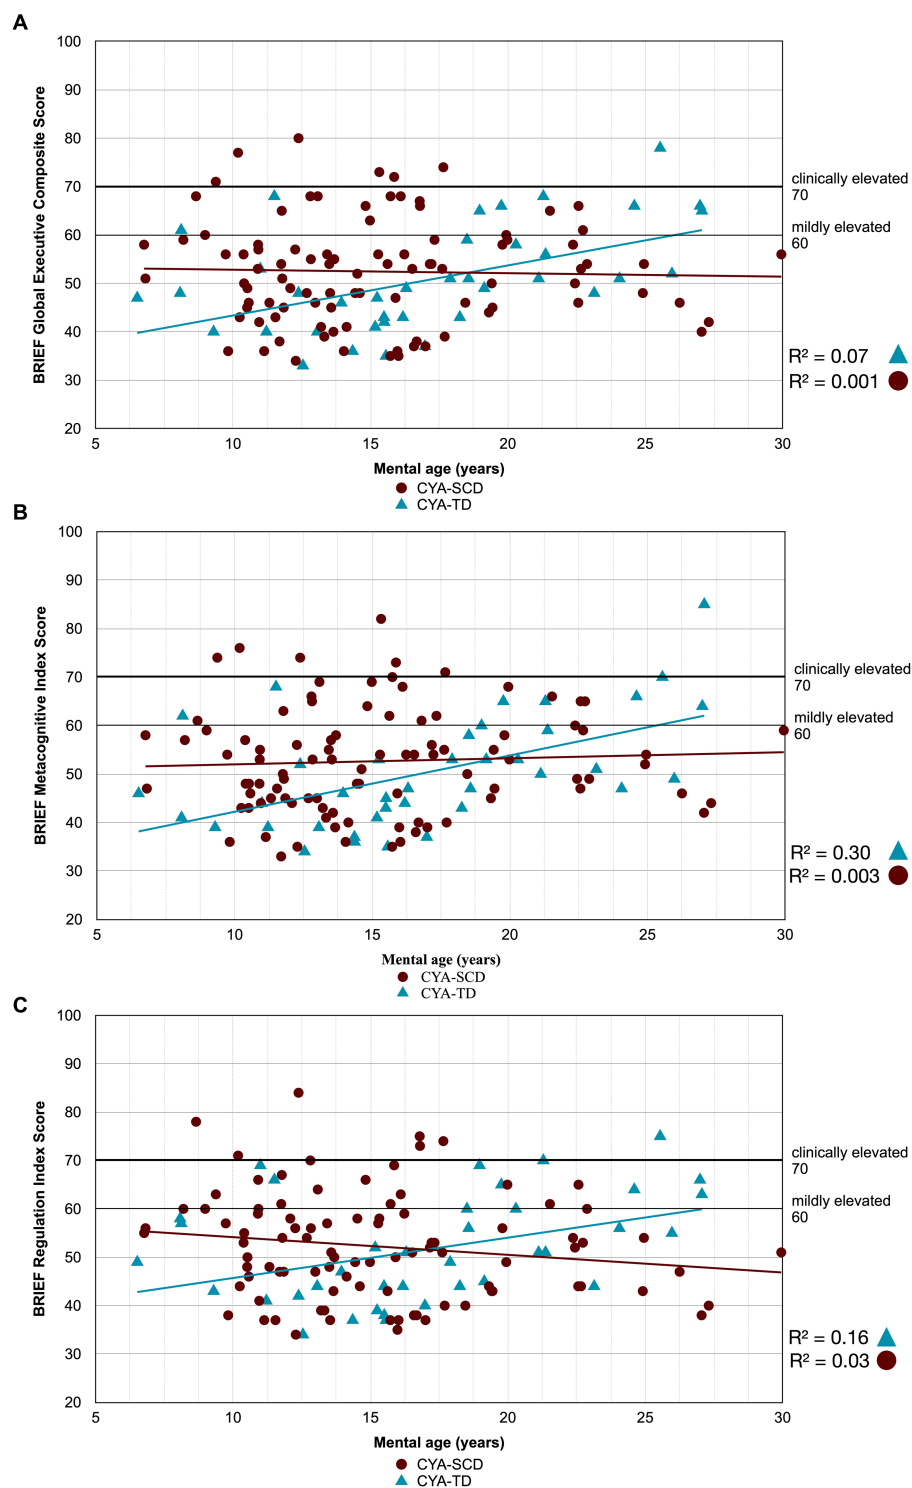 A
100
90
80
70
60
50
40
30
20
BRIEF Global Executive Composite Score
clinically elevated
70
mildly elevated
60
R² = 0.07
R² = 0.001
5 10 15 20 25 30
Mental age (years)
CYA-SCD
CYA-TD
B
100
90
80
70
60
50
40
30
20
BRIEF Metacognitive Index Score
clinically elevated
70
mildly elevated
60
R² = 0.30
R² = 0.003
5 10 15 20 25 30
Mental age (years)
CYA-SCD
CYA-TD
C
100
90
80
70
60
50
40
30
20
BRIEF Regulation Index Score
clinically elevated
70
mildly elevated
60
R² = 0.16
R² = 0.03
5 10 15 20 25 30
Mental age (years)
CYA-SCD
CYA-TD